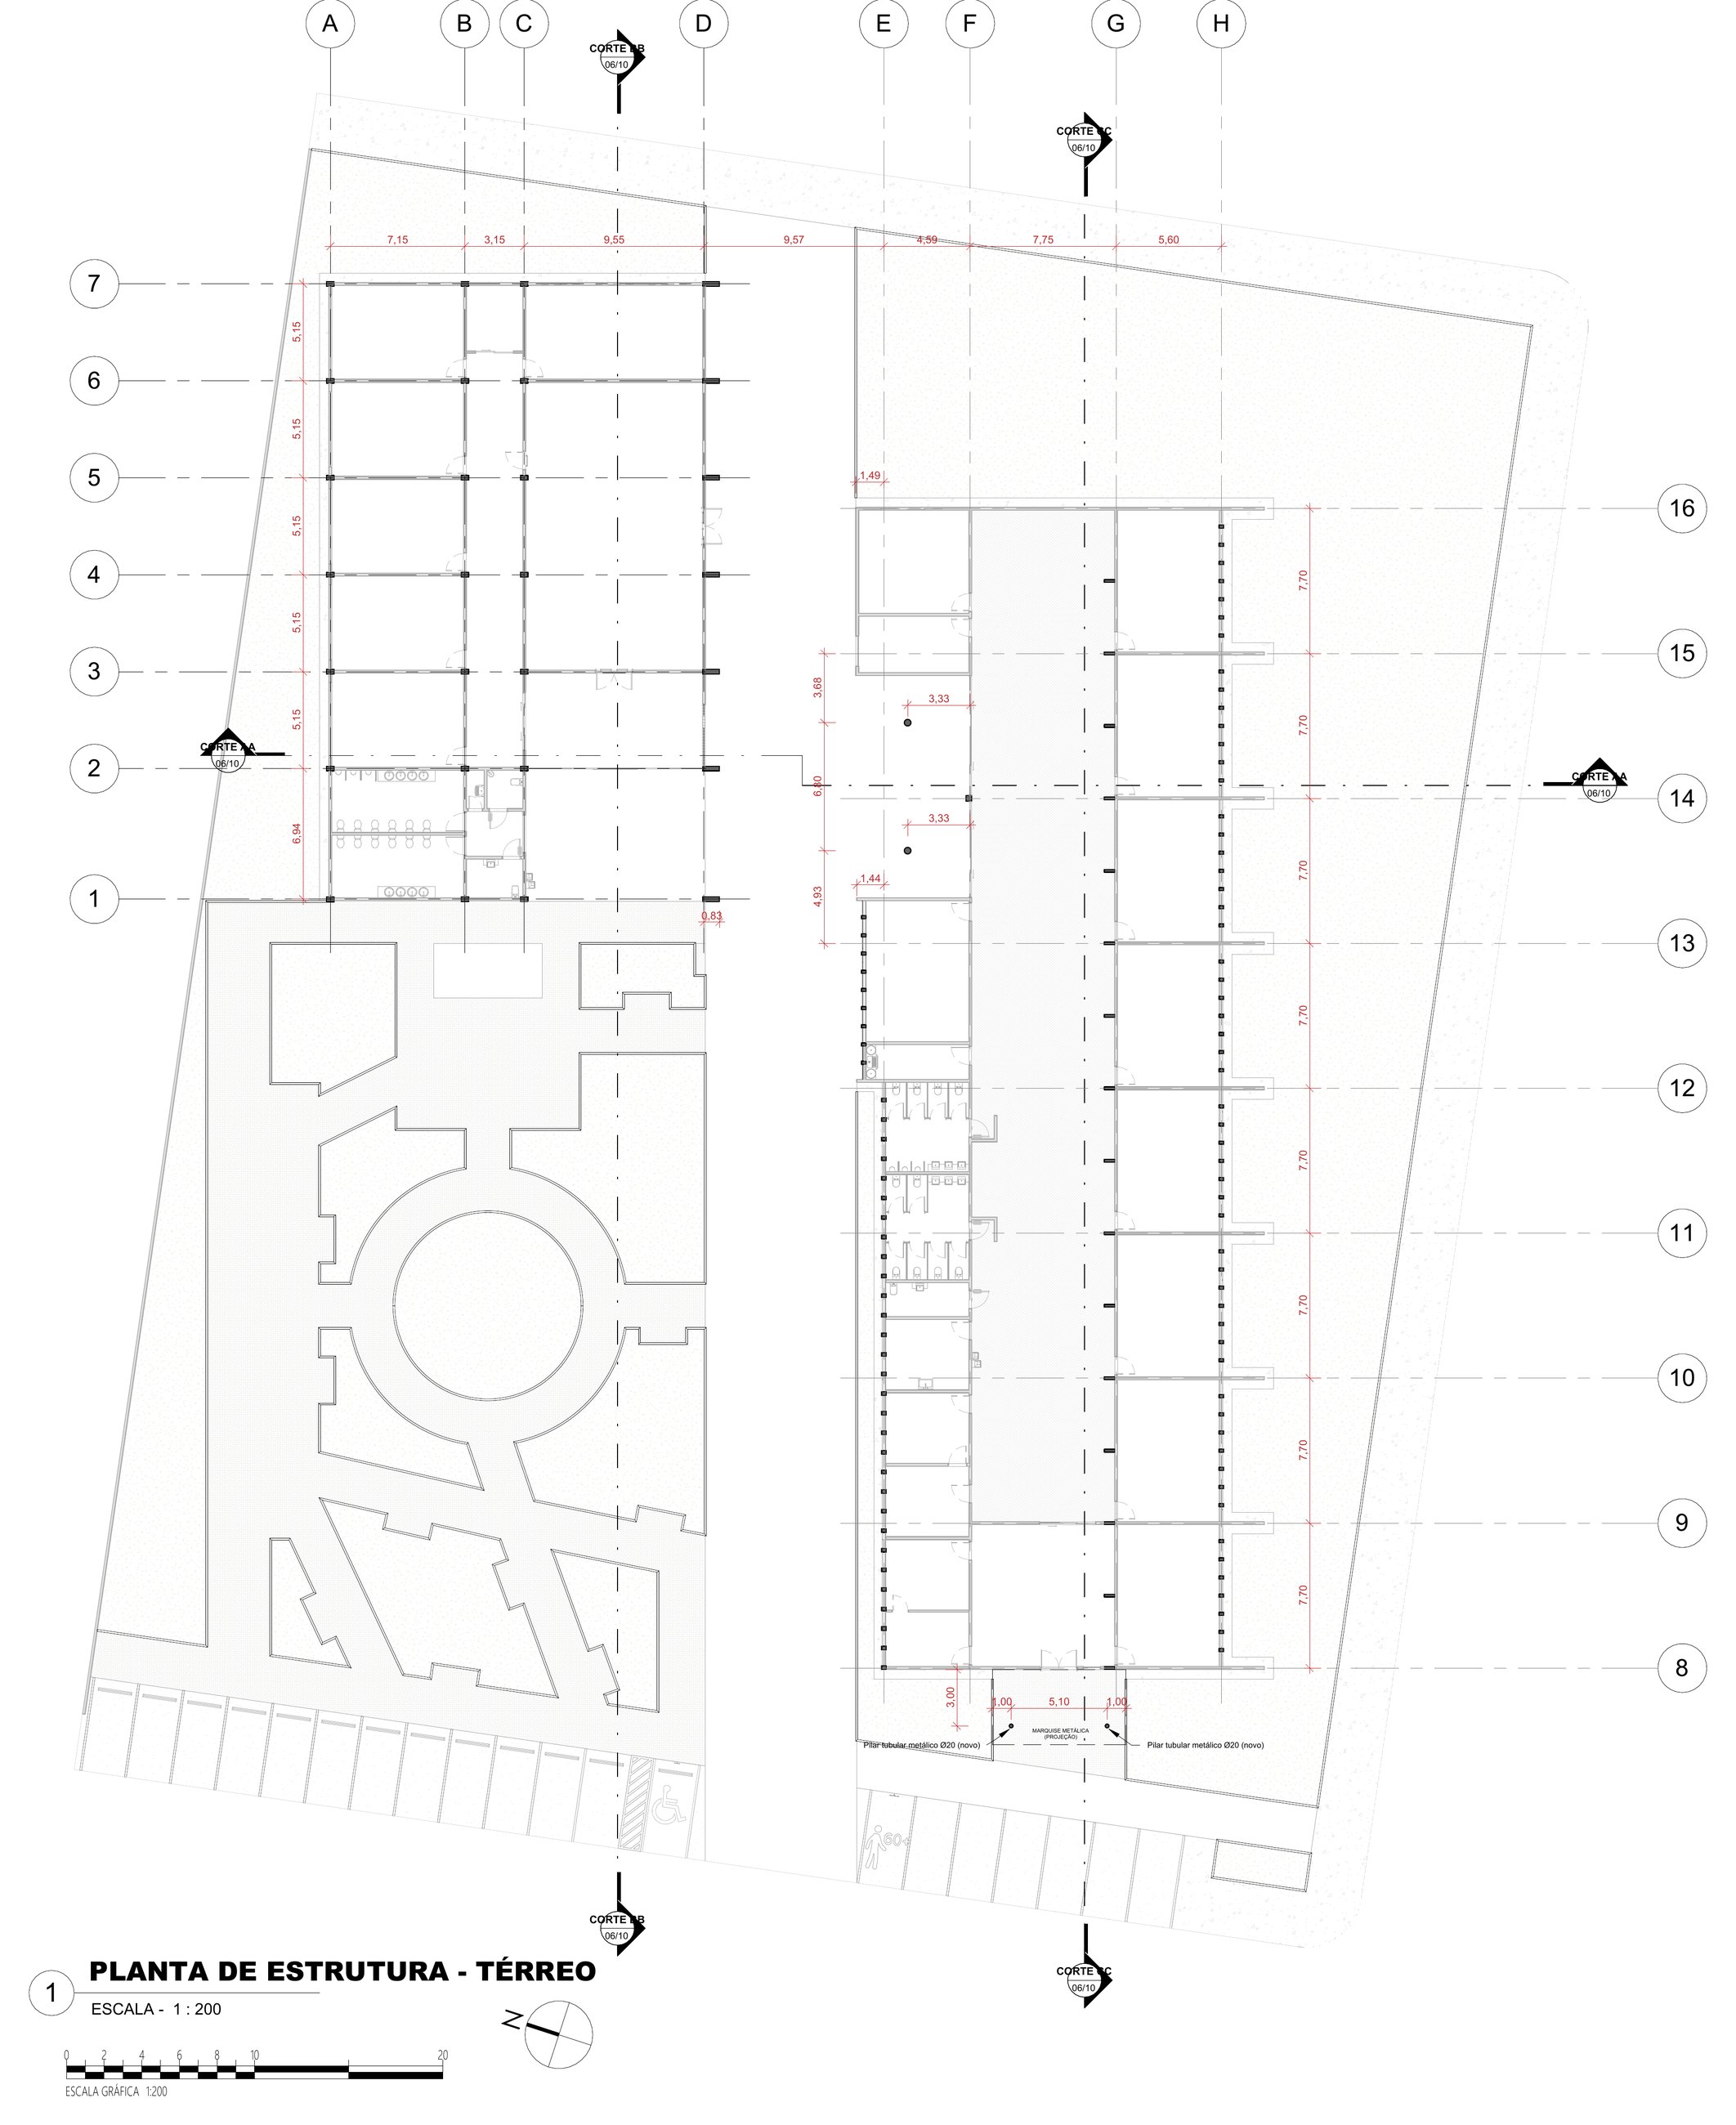 A B C D E F G H
CORTE BB
06/10
CORTE CC
06/10
7,15 3,15 9,55 9,57 4,59 7,75 5,60
7
5,15
6
5,15
5
1,49
16
5,15
4
7,70
5,15
15
3
3,68
3,33
5,15
7,70
CORTE AA
06/10
2
6,80
CORTE AA
06/10
14
3,33
6,94
7,70
1,44
1
4,93
0,83
13
7,70
12
7,70
11
7,70
10
7,70
9
7,70
8
3,00
1,00 5,10 1,00
MARQUISE METÁLICA
(PROJEÇÃO)
Pilar tubular metálico Ø20 (novo)
Pilar tubular metálico Ø20 (novo)
60+
CORTE BB
06/10
CORTE CC
06/10
1
PLANTA DE ESTRUTURA - TÉRREO
ESCALA - 1 : 200
N
0 2 4 6 8 10 20
ESCALA GRÁFICA 1:200